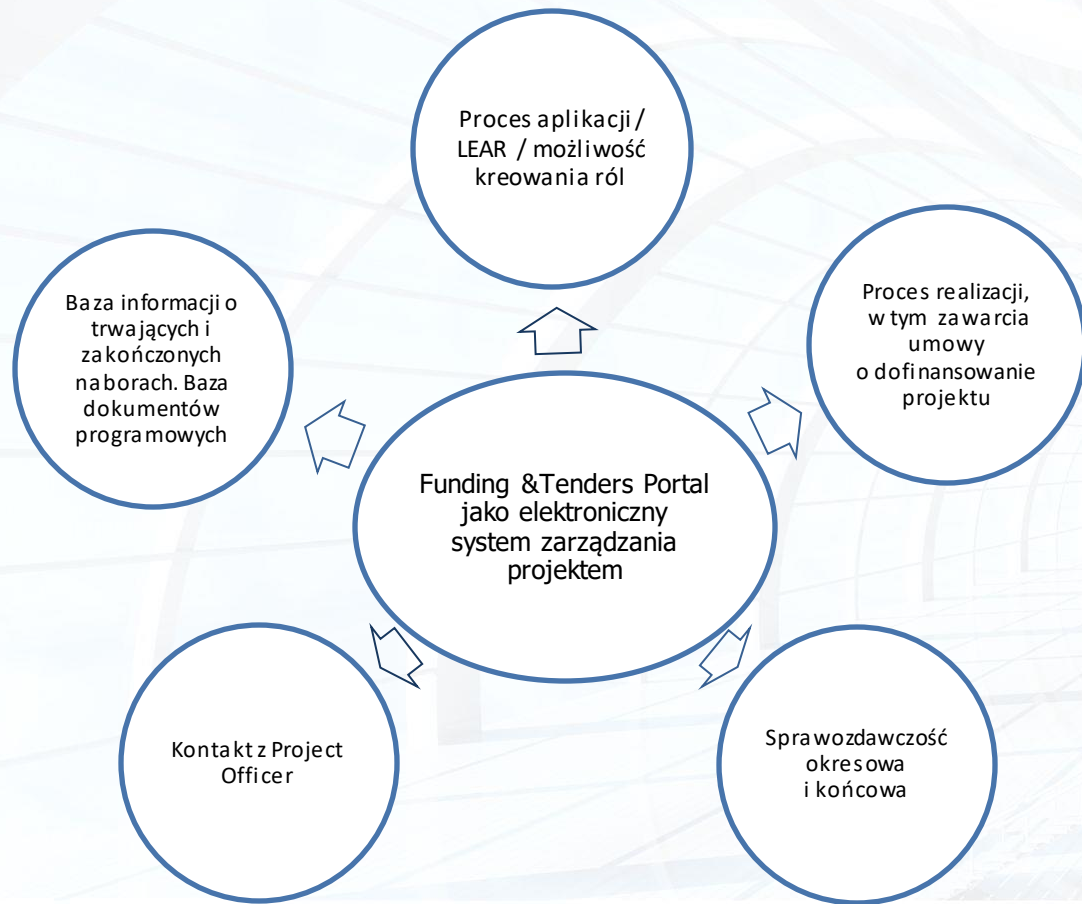 Proces aplikacji /
LEAR / możliwość
kreowania ról
Baza informacji o
trwających i
zakończonych
naborach. Baza
dokumentów
programowych
Proces realizacji,
w tym zawarcia
umowy
o dofinansowanie
projektu
Funding &Tenders Portal
jako elektroniczny
system zarządzania
projektem
Kontakt z Project
Officer
Sprawozdawczość
okresowa
i końcowa